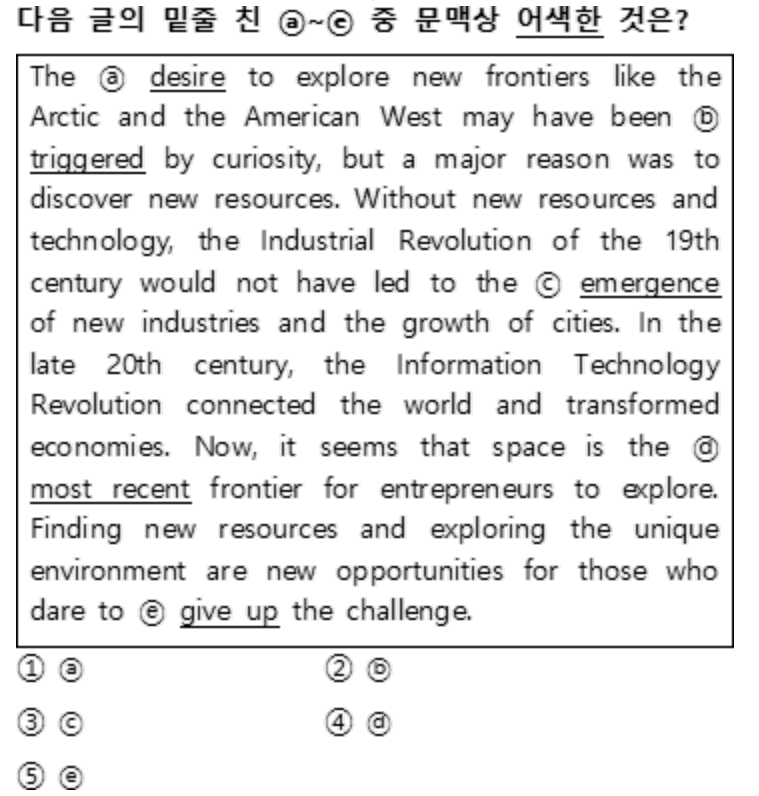 다음 글의 밑줄 친 ⓐ~ⓔ 중 문맥상 어색한 것은?
The ⓐ desire to explore new frontiers like the
Arctic and the American West may have been ⓑ
triggered by curiosity, but a major reason was to
discover new resources. Without new resources and
technology, the Industrial Revolution of the 19th
century would not have led to the ⓒ emergence
of new industries and the growth of cities. In the
late 20th century, the Information Technology
Revolution connected the world and transformed
economies. Now, it seems that space is the ⓓ
most recent frontier for entrepreneurs to explore.
Finding new resources and exploring the unique
environment are new opportunities for those who
dare to ⓔ give up the challenge.
① ⓐ ② ⓑ
③ ⓒ ④ ⓓ
⑤ ⓔ